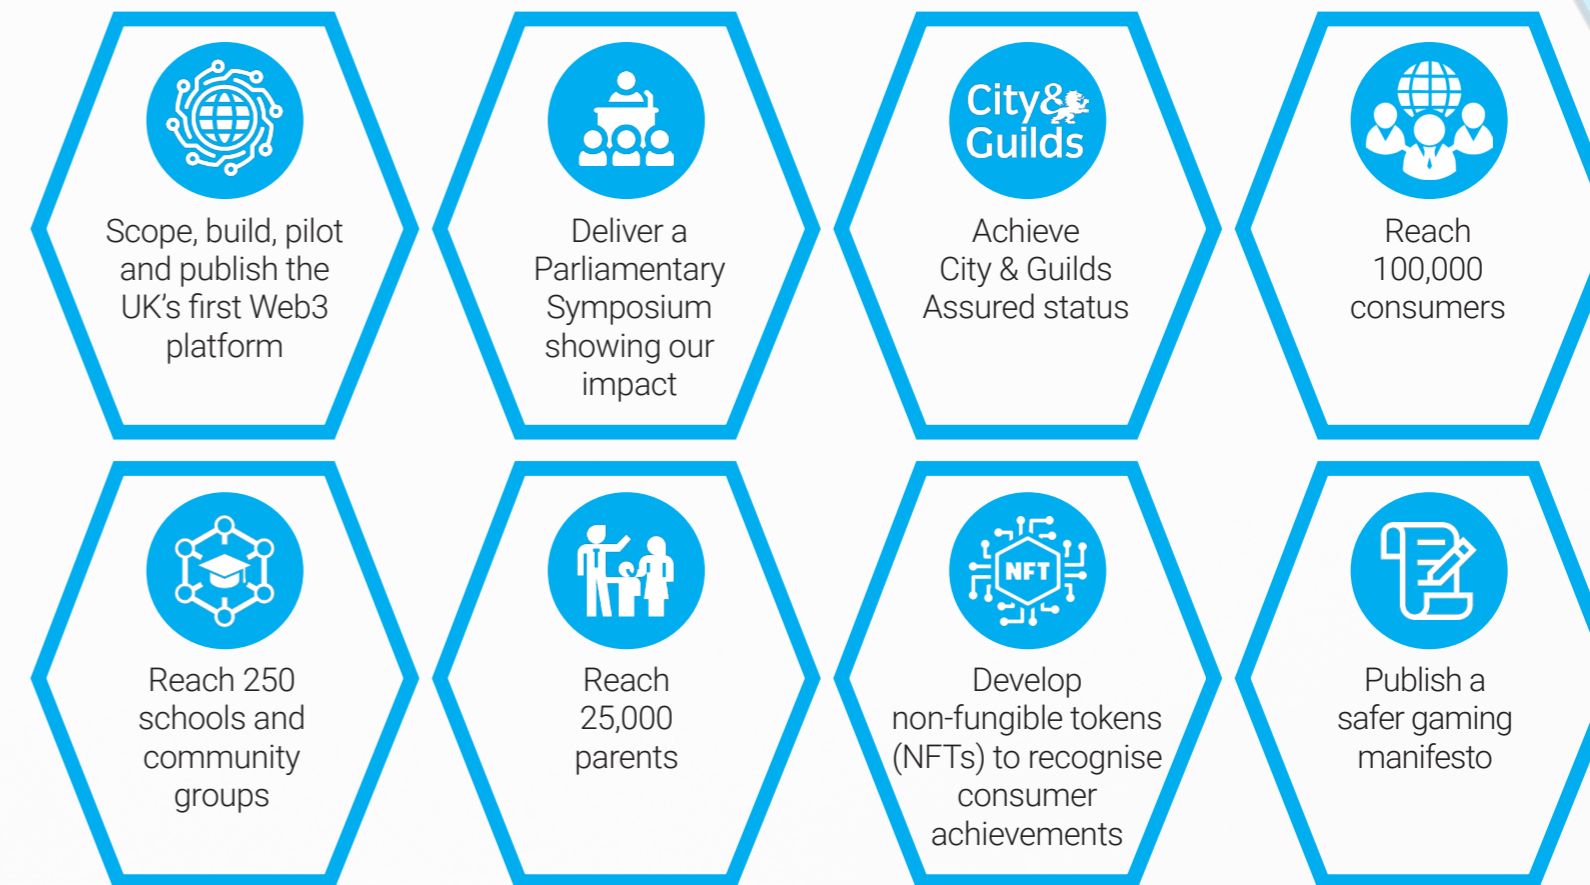 City&
Guilds
Scope, build, pilot
and publish the
UK's first Web3
platform
Deliver a
Parliamentary
Symposium
showing our
impact
Achieve
City & Guilds
Assured status
Reach
100,000
consumers
NFT
Reach 250
schools and
community
groups
Reach
25,000
parents
Develop
non-fungible tokens
(NFTs) to recognise
consumer
achievements
Publish a
safer gaming
manifesto